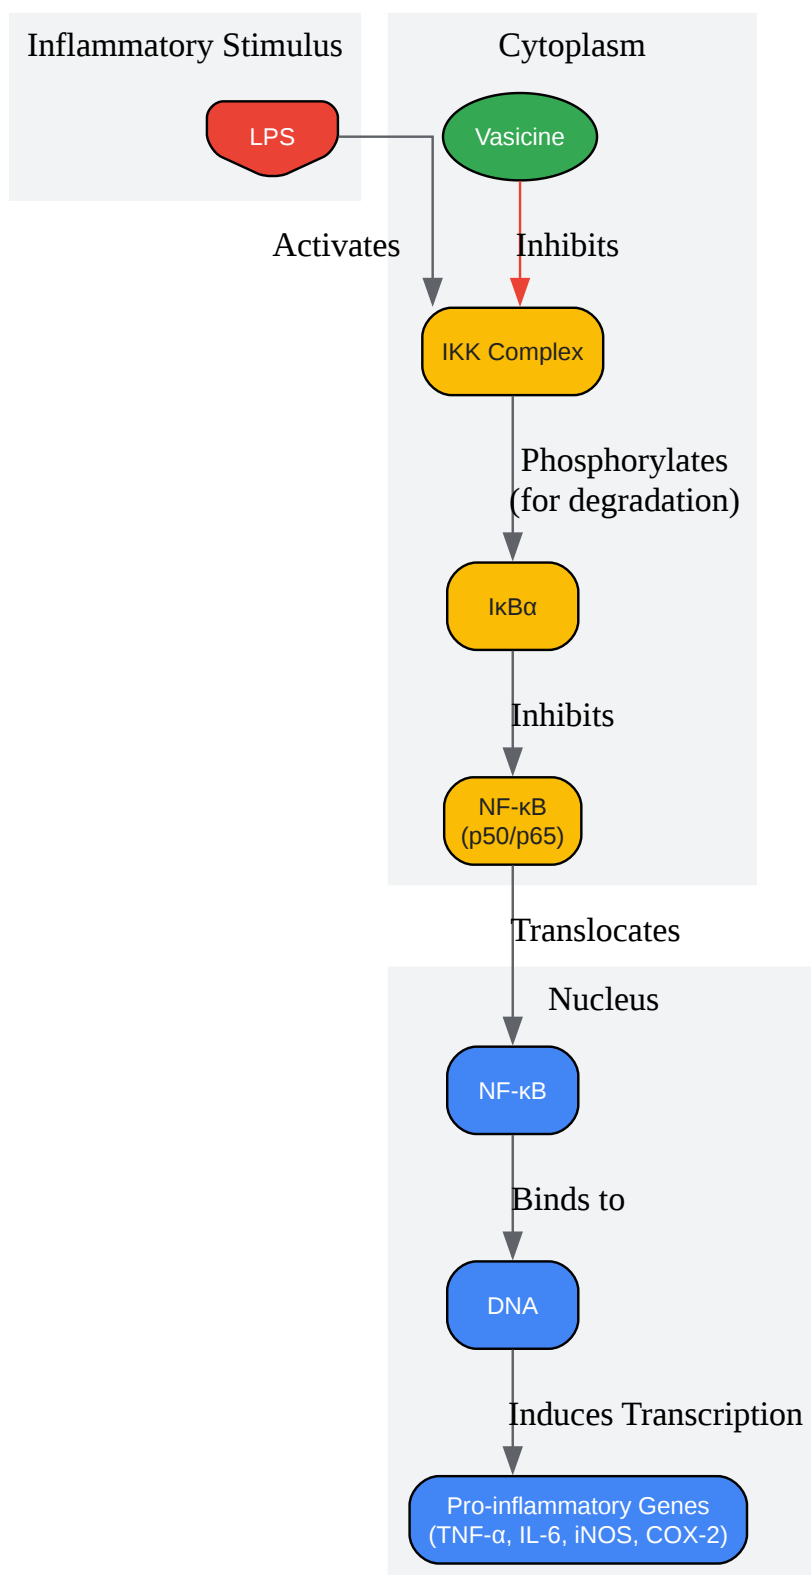 Inflammatory Stimulus
Cytoplasm
LPS
Vasicine
Activates
Inhibits
IKK Complex
Phosphorylates
(for degradation)
IκBα
Inhibits
NF-κB
(p50/p65)
Translocates
Nucleus
NF-κB
Binds to
DNA
Induces Transcription
Pro-inflammatory Genes
(TNF-α, IL-6, iNOS, COX-2)